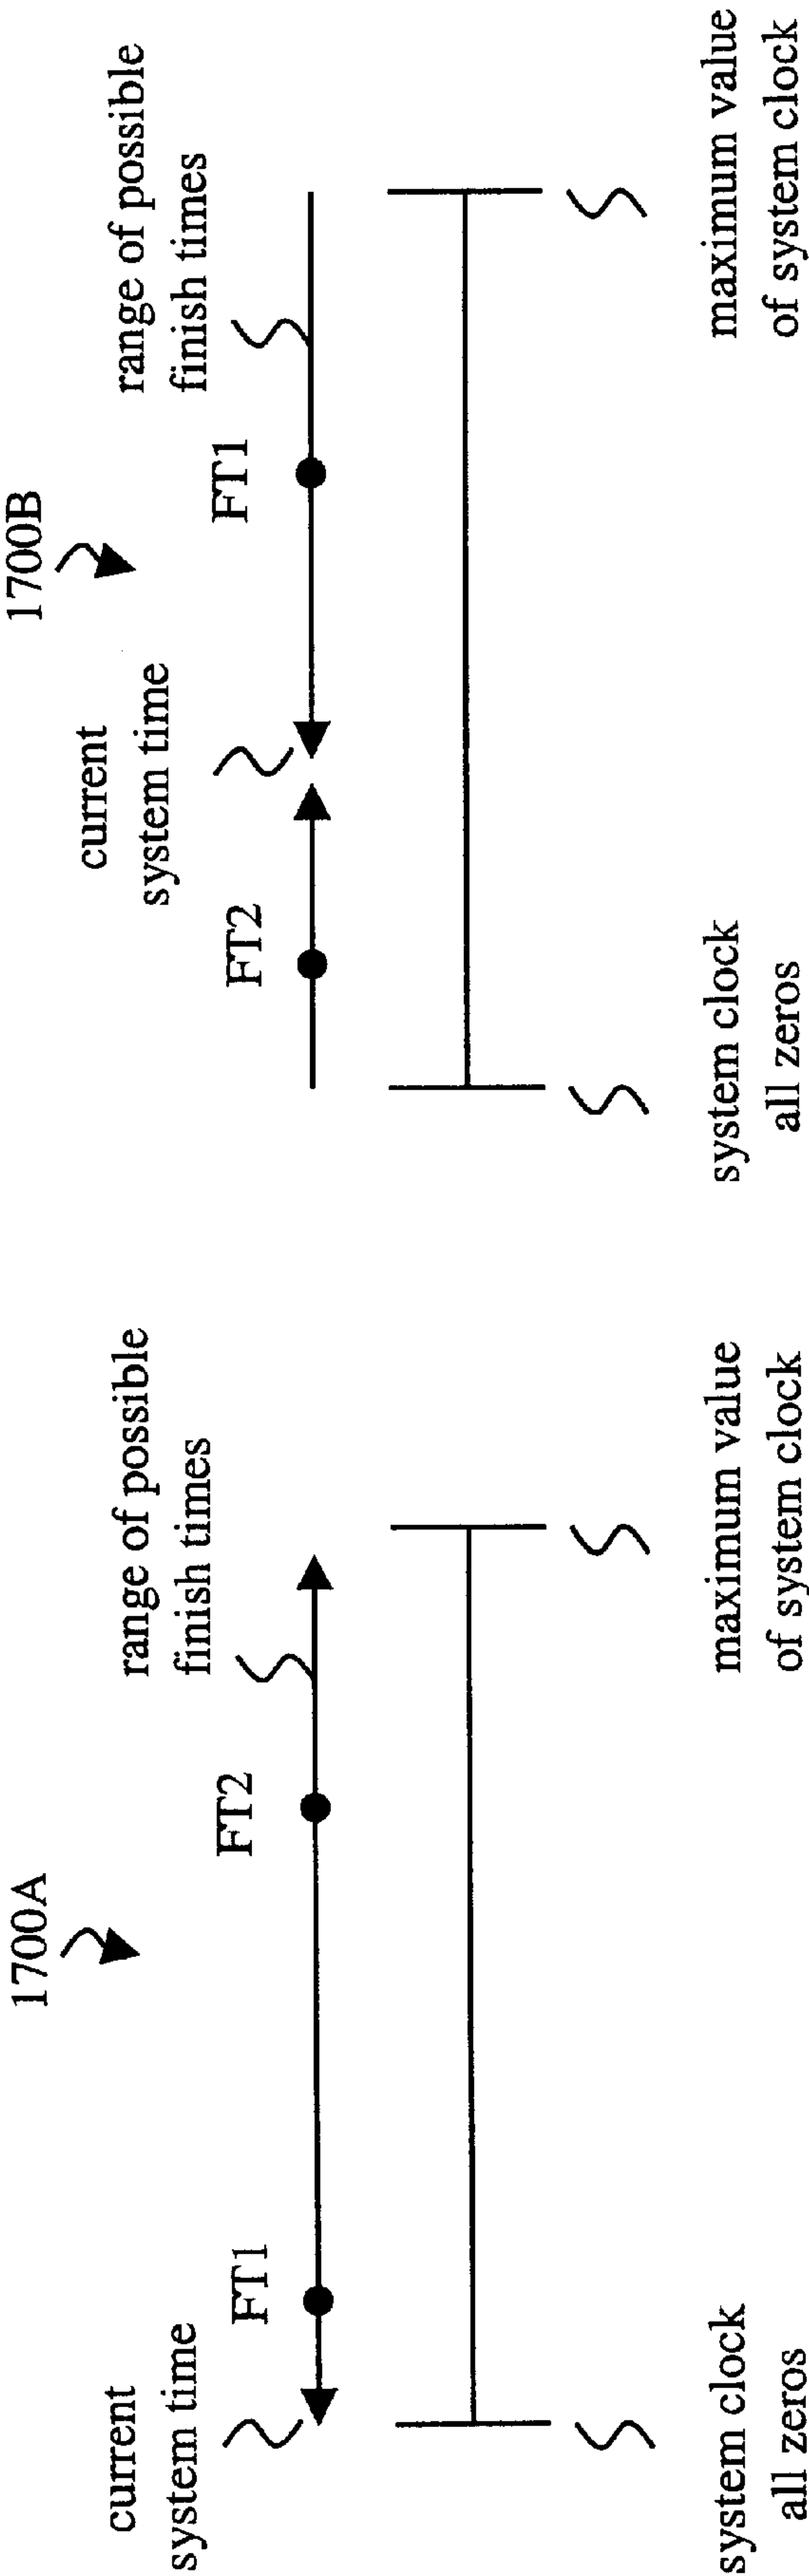 1700A
current
system time
FT1
FT2
range of possible
finish times
system clock
all zeros
maximum value
of system clock
1700B
current
system time
FT2
FT1
range of possible
finish times
system clock
all zeros
maximum value
of system clock